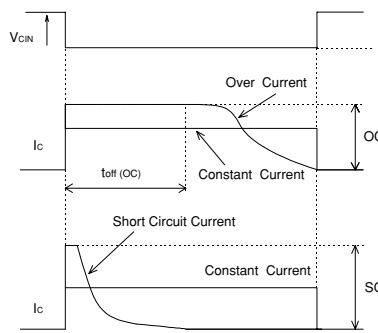 VCIN
Over Current
OC
IC
Constant Current
toff (OC)
Short Circuit Current
Constant Current
SC
IC